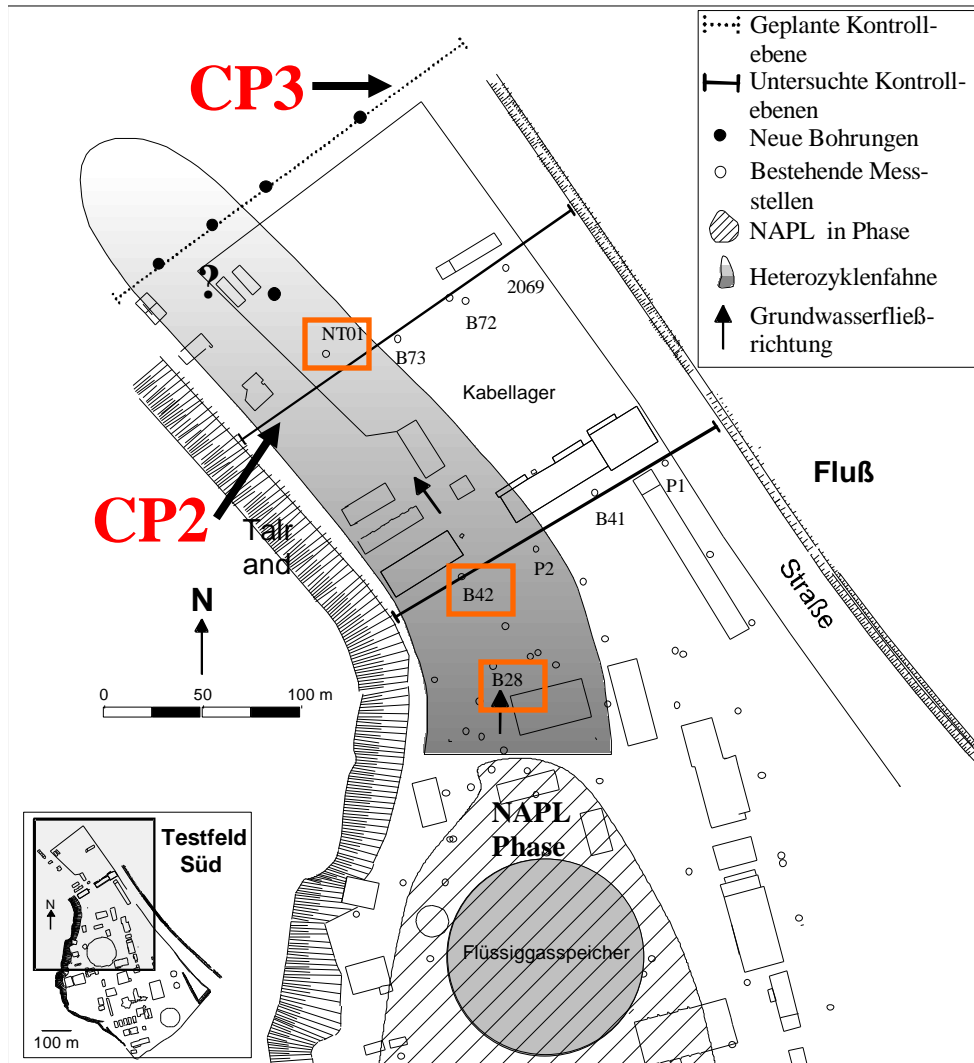 Geplante Kontroll-
ebene
Untersuchte Kontroll-
ebenen
Neue Bohrungen
Bestehende Mess-
stellen
NAPL in Phase
Heterozyklenfahne
Grundwasserfließ-
richtung
CP3
?
2069
B72
NT01
B73
Kabellager
CP2
Talr
and
Fluß
P1
B41
P2
B42
Straße
N
B28
0 50 100 m
NAPL
Phase
Testfeld
Süd
N
Flüssiggasspeicher
100 m